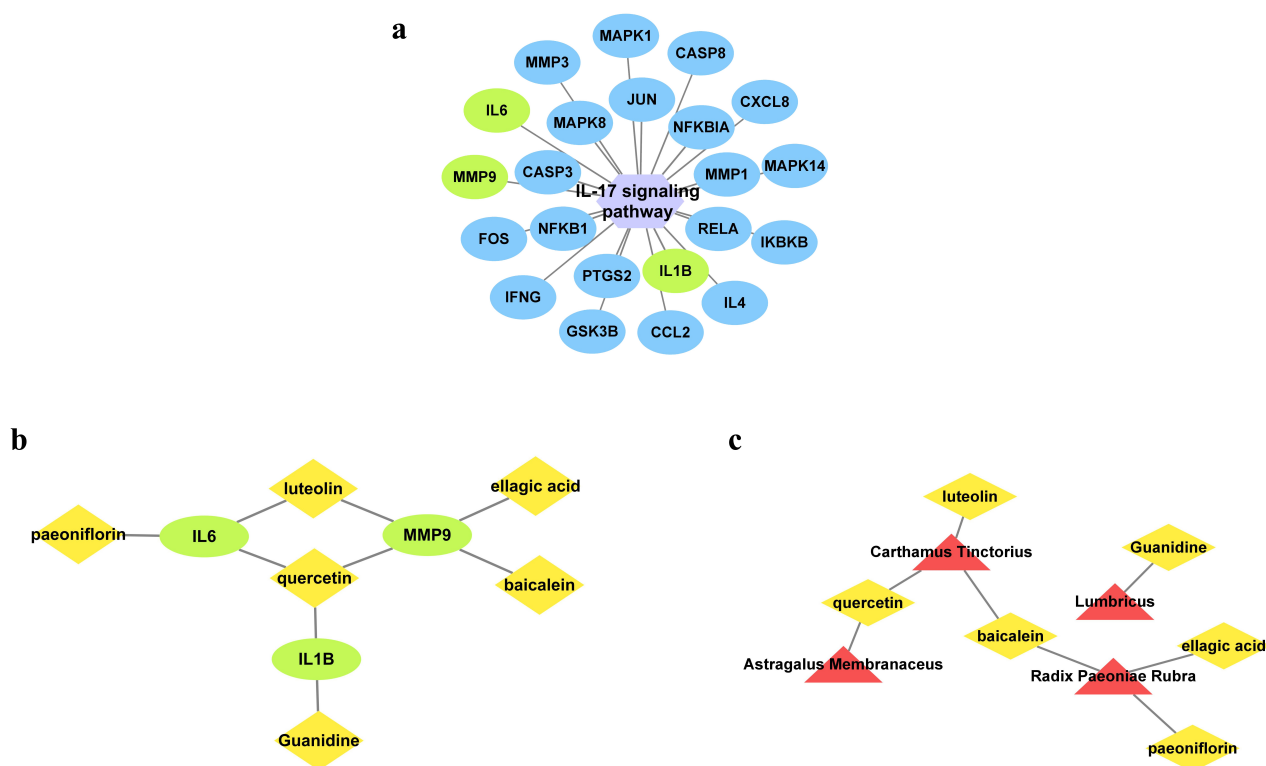 a
MAPK1
CASP8
MMP3
JUN
CXCL8
IL6
MAPK8
NFKBIA
MMP9
CASP3
MMP1
MAPK14
IL-17 signaling
pathway
FOS
NFKB1
RELA
IKBKB
PTGS2
IL1B
IFNG
IL4
GSK3B
CCL2
b
luteolin
ellagic acid
paeoniflorin
IL6
MMP9
quercetin
baicalein
IL1B
Guanidine
c
luteolin
Carthamus Tinctorius
Guanidine
quercetin
Lumbricus
baicalein
ellagic acid
Astragalus Membranaceus
Radix Paeoniae Rubra
paeoniflorin